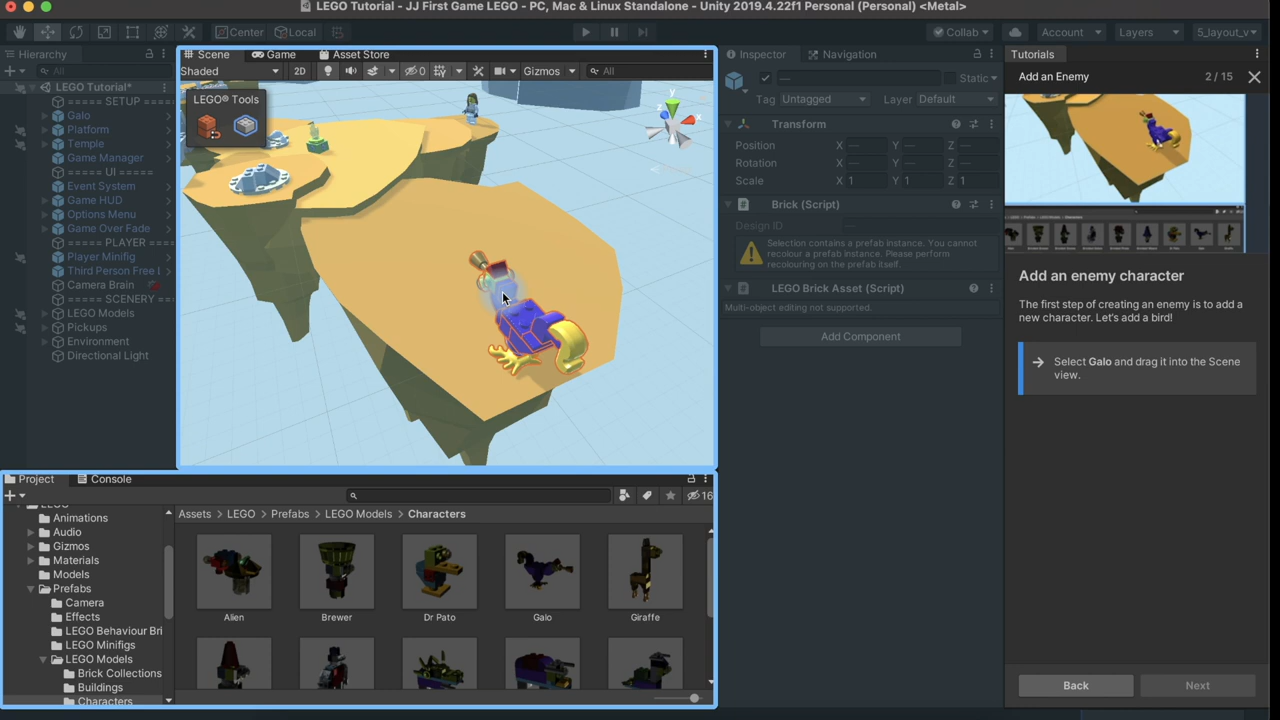 LEGO Tutorial - JJ First Game LEGO - PC, Mac & Linux Standalone - Unity 2019.4.22f1 Personal (Personal) <Metal>
Center Local Collab Account Layers 5_layout_v
Hierarchy
All
LEGO Tutorial*
===== SETUP ====
Galo
Platform
Temple
Game Manager
===== UI =====
Event System
Game HUD
Options Menu
Game Over Fade
===== PLAYER ==
Player Minifig
Third Person Free
Camera Brain
===== SCENERY ==
LEGO Models
Pickups
Environment
Directional Light
Scene Game Asset Store
Shaded 2D 0 Gizmos All
LEGO® Tools
y
z
x
Inspector Navigation
Static
Tag Untagged Layer Default
Transform
Position X — Y — Z —
Rotation X — Y — Z —
Scale X 1 Y 1 Z 1
Brick (Script)
Design ID —
Selection contains a prefab instance. You cannot
recolour a prefab instance. Please perform
recolouring on the prefab itself.
LEGO Brick Asset (Script)
Multi-object editing not supported.
Add Component
Tutorials
Add an Enemy 2 / 15
Add an enemy character
The first step of creating an enemy is to add a
new character. Let's add a bird!
Select Galo and drag it into the Scene
view.
Back Next
Project Console
16
LEGO
Animations
Audio
Gizmos
Materials
Models
Prefabs
Camera
Effects
LEGO Behaviour Bri
LEGO Minifigs
LEGO Models
Brick Collections
Buildings
Characters
Assets > LEGO > Prefabs > LEGO Models > Characters
Alien Brewer Dr Pato Galo Giraffe